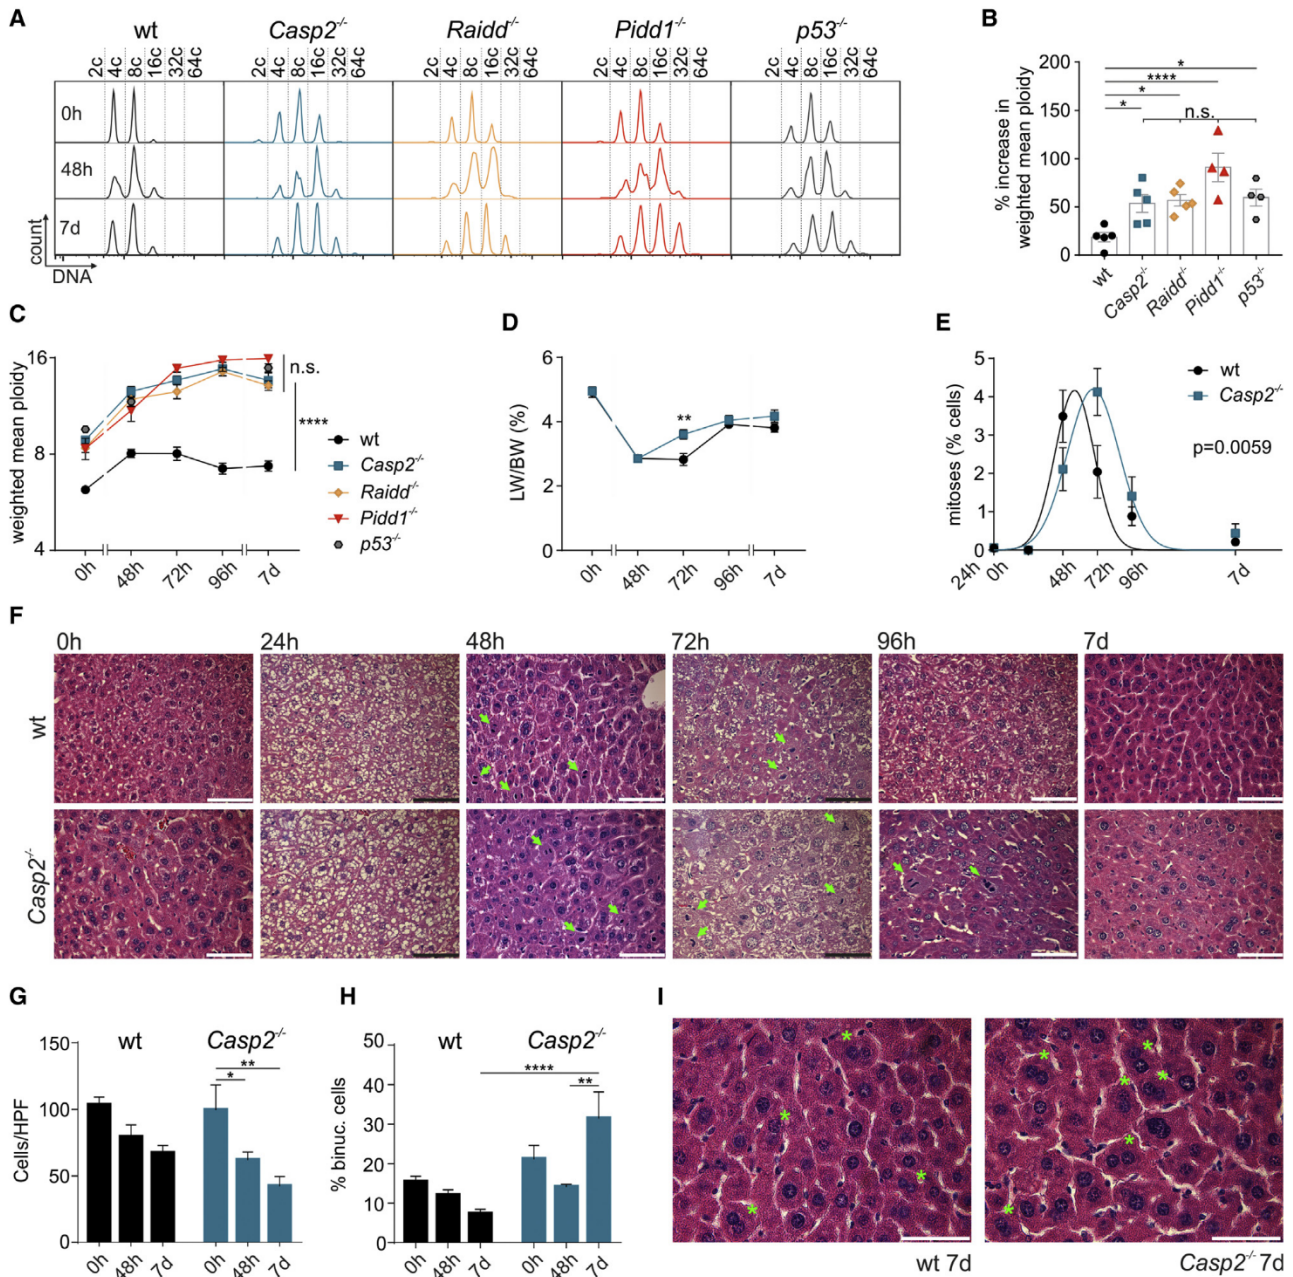 A
wt Casp2-/- Raidd-/- Pidd1-/- p53-/-
2c 4c 8c 16c 32c 64c 2c 4c 8c 16c 32c 64c 2c 4c 8c 16c 32c 64c 2c 4c 8c 16c 32c 64c 2c 4c 8c 16c 32c 64c
0h
48h
7d
count
DNA
B
% increase in
weighted mean ploidy
200
150
100
50
0
*
****
*
*
n.s.
wt Casp2-/- Raidd-/- Pidd1-/- p53-/-
C
weighted mean ploidy
16
8
4
n.s.
****
wt
Casp2-/-
Raidd-/-
Pidd1-/-
p53-/-
0h 48h 72h 96h 7d
D
LW/BW (%)
6
4
2
0
**
0h 48h 72h 96h 7d
E
mitoses (% cells)
5
4
3
2
1
0
wt
Casp2-/-
p=0.0059
24h 0h 48h 72h 96h 7d
F
0h 24h 48h 72h 96h 7d
wt
Casp2-/-
G
wt Casp2-/-
Cells/HPF
150
100
50
0
**
*
0h 48h 7d 0h 48h 7d
H
wt Casp2-/-
% binuc. cells
50
40
30
20
10
0
****
**
0h 48h 7d 0h 48h 7d
I
* * * * * * * * * *
wt 7d Casp2-/- 7d